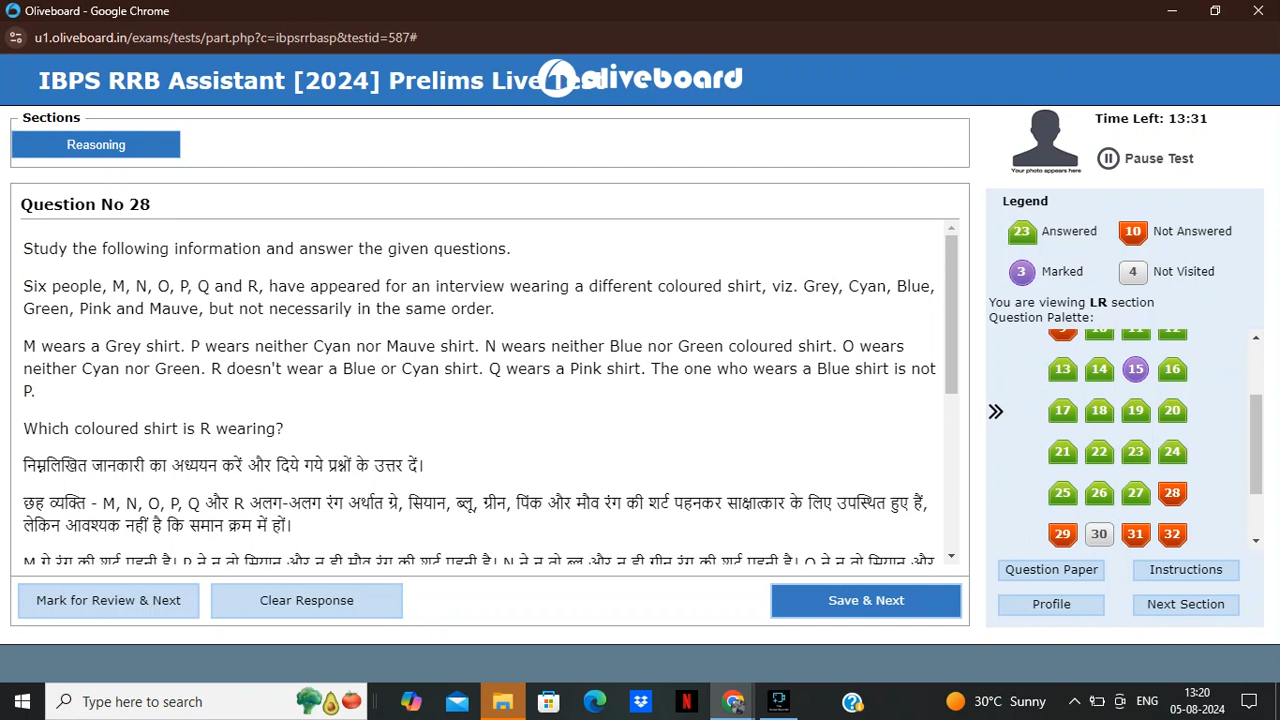 Oliveboard - Google Chrome
u1.oliveboard.in/exams/tests/part.php?c=ibpsrrbasp&testid=587#
IBPS RRB Assistant [2024] Prelims Live Test
oliveboard
Sections
Reasoning
Your photo appears here
Time Left: 13:31
Pause Test
Question No 28
Study the following information and answer the given questions.
Six people, M, N, O, P, Q and R, have appeared for an interview wearing a different coloured shirt, viz. Grey, Cyan, Blue,
Green, Pink and Mauve, but not necessarily in the same order.
M wears a Grey shirt. P wears neither Cyan nor Mauve shirt. N wears neither Blue nor Green coloured shirt. O wears
neither Cyan nor Green. R doesn't wear a Blue or Cyan shirt. Q wears a Pink shirt. The one who wears a Blue shirt is not
P.
Which coloured shirt is R wearing?
निम्नलिखित जानकारी का अध्ययन करें और दिये गये प्रश्नों के उत्तर दें।
छह व्यक्ति - M, N, O, P, Q और R अलग-अलग रंग अर्थात ग्रे, सियान, ब्लू, ग्रीन, पिंक और मौव रंग की शर्ट पहनकर साक्षात्कार के लिए उपस्थित हुए हैं,
लेकिन आवश्यक नहीं है कि समान क्रम में हों।
Mark for Review & Next
Clear Response
Save & Next
Legend
23 Answered
10 Not Answered
3 Marked
4 Not Visited
You are viewing LR section
Question Palette:
9 10 11 12
13 14 15 16
17 18 19 20
21 22 23 24
25 26 27 28
29 30 31 32
Question Paper
Instructions
Profile
Next Section
Type here to search
30°C Sunny
ENG
13:20
05-08-2024